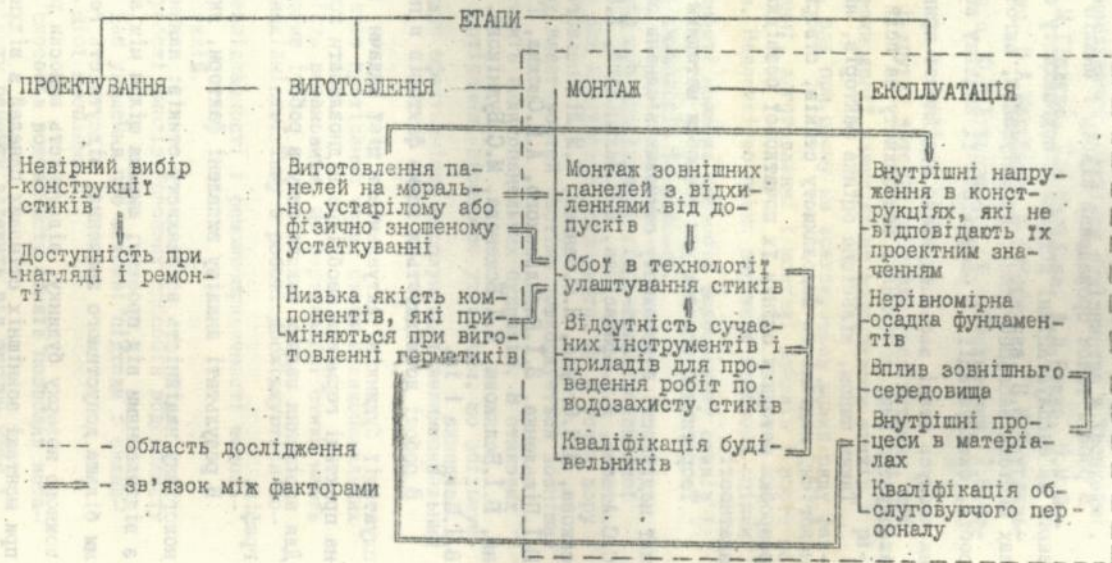 ЕТАПИ
ПРОЕКТУВАННЯ
Невірний вибір
конструкції
стиків
Доступність при
нагляді і ремон-
ті
ВИГОТОВЛЕННЯ
Виготовлення па-
нелей на мораль-
но устарілому або
фізично зношеному
устаткуванні
Низька якість ком-
понентів, які при-
міняються при виго-
товленні герметиків
МОНТАЖ
Монтаж зовнішних
панелей з відхи-
леннями від до-
пусків
Сбої в технології
улаштування стиків
Відсутність сучас-
них інструментів і
приладів для про-
ведення робіт по
водозахисту стиків
Кваліфікація буді-
вельників
ЕКСПЛУАТАЦІЯ
Внутрішні напру-
ження в конст-
рукціях, які не
відповідають їх
проектним зна-
ченням
Нерівномірна
осадка фундамен-
тів
Вплив зовнішнього
середовища
Внутрішні про-
цеси в матеріа-
лах
Кваліфікація об-
слуговуючого пер-
соналу
- область дослідження
- зв'язок між факторами